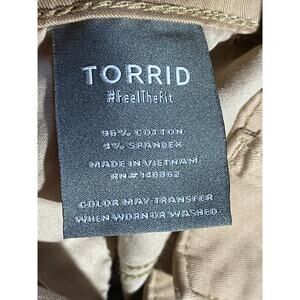 TORRID
#FeelTheFit
96% COTTON
4% SPANDEX
MADE IN VIETNAM
RN# 148862
COLOR MAY TRANSFER
WHEN WORN OR WASHED